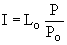 I = L₀ P/P₀